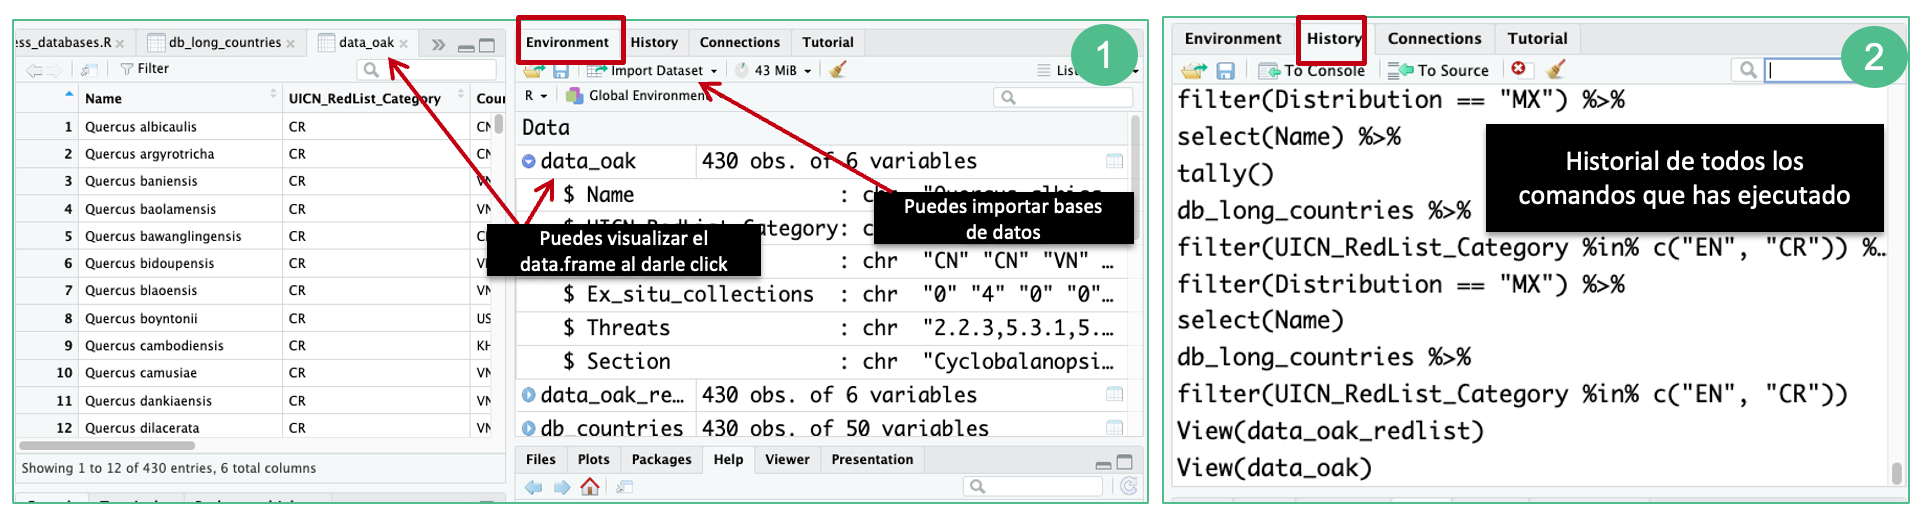 ess_databases.R
db_long_countries
data_oak
Filter
Name UICN_RedList_Category Cour
1 Quercus albicaulis CR CN
2 Quercus argyrotricha CR CN
3 Quercus baniensis CR VN
4 Quercus baolamensis CR VN
5 Quercus bawanglingensis CR
6 Quercus bidoupensis CR
7 Quercus blaoensis CR VN
8 Quercus boyntonii CR US
9 Quercus cambodiensis CR KH
10 Quercus camusiae CR VN
11 Quercus dankiaensis CR VN
12 Quercus dilacerata CR VN
Showing 1 to 12 of 430 entries, 6 total columns
Environment History Connections Tutorial
1
Import Dataset 43 MiB List
R Global Environment
Data
data_oak 430 obs. of 6 variables
$ Name : chr
Puedes importar bases
de datos
Puedes visualizar el
data.frame al darle click
: chr "CN" "CN" "VN" …
$ Ex_situ_collections : chr "0" "4" "0" "0"…
$ Threats : chr "2.2.3,5.3.1,5.…
$ Section : chr "Cyclobalanopsi…
data_oak_re… 430 obs. of 6 variables
db_countries 430 obs. of 50 variables
Files Plots Packages Help Viewer Presentation
Environment History Connections Tutorial
2
To Console To Source
filter(Distribution == "MX") %>%
select(Name) %>%
tally()
db_long_countries %>%
Historial de todos los
comandos que has ejecutado
filter(UICN_RedList_Category %in% c("EN", "CR")) %…
filter(Distribution == "MX") %>%
select(Name)
db_long_countries %>%
filter(UICN_RedList_Category %in% c("EN", "CR"))
View(data_oak_redlist)
View(data_oak)